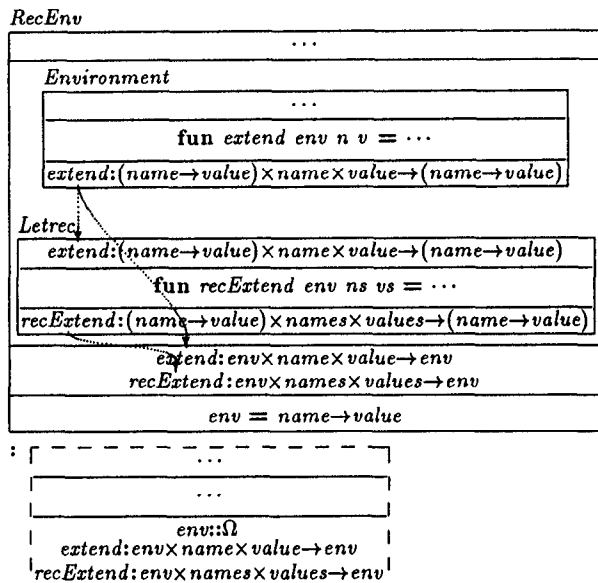 RecEnv
...
Environment
...
fun extend env n v = ...
extend:(name→value)×name×value→(name→value)
Letrec
extend:(name→value)×name×value→(name→value)
fun recExtend env ns vs = ...
recExtend:(name→value)×names×values→(name→value)
extend:env×name×value→env
recExtend:env×names×values→env
env = name→value
:
...
...
env::Ω
extend:env×name×value→env
recExtend:env×names×values→env